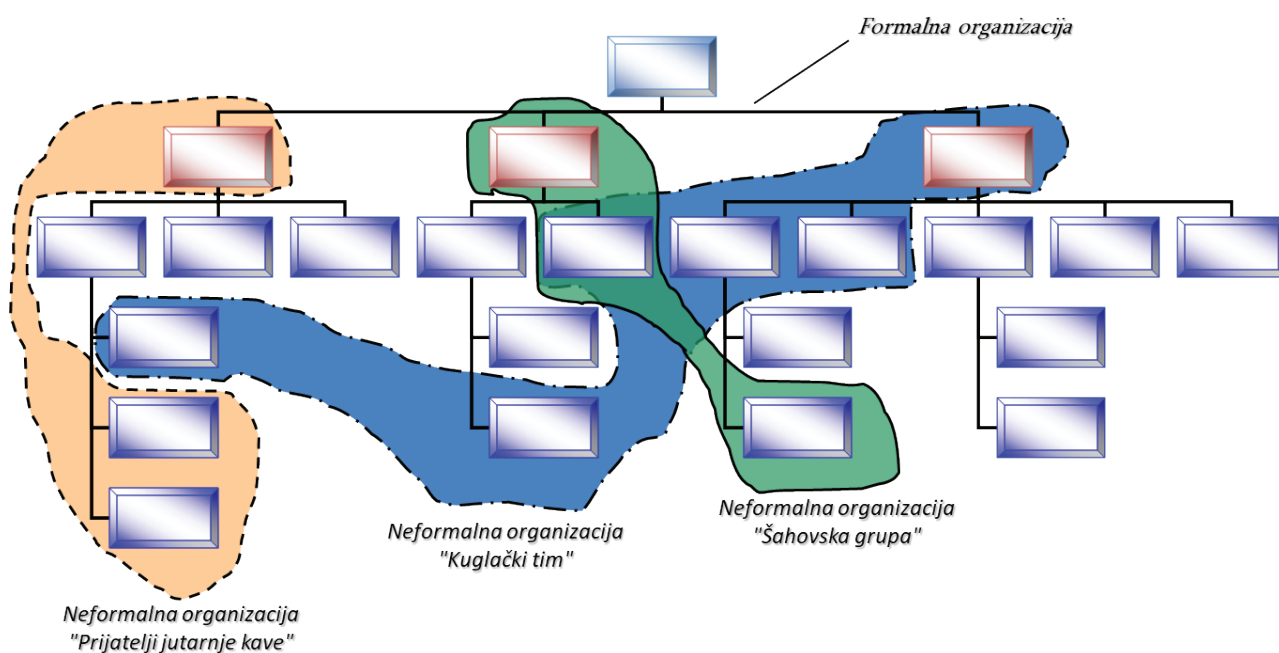 Formalna organizacija
Neformalna organizacija
"Kuglački tim"
Neformalna organizacija
"Šahovska grupa"
Neformalna organizacija
"Prijatelji jutarnje kave"